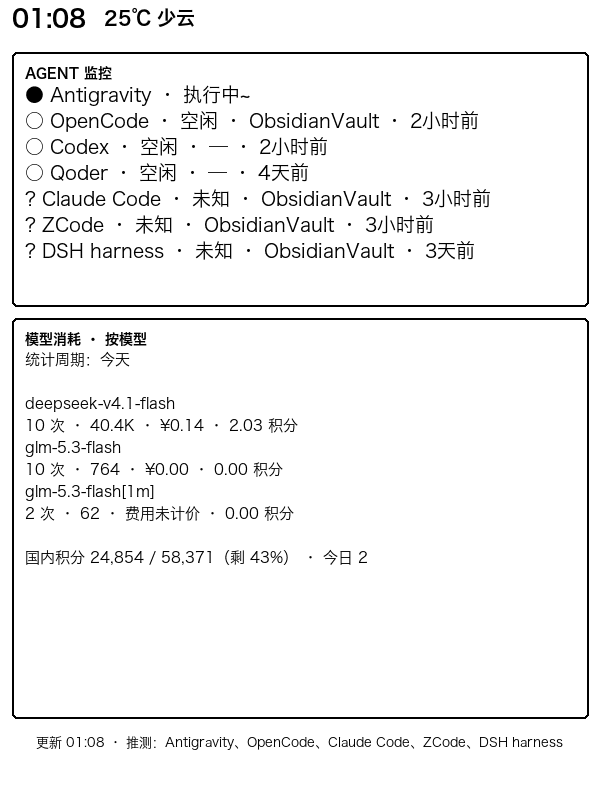 01:08 25℃ 少云
AGENT 监控
● Antigravity · 执行中~
○ OpenCode · 空闲 · ObsidianVault · 2小时前
○ Codex · 空闲 · — · 2小时前
○ Qoder · 空闲 · — · 4天前
? Claude Code · 未知 · ObsidianVault · 3小时前
? ZCode · 未知 · ObsidianVault · 3小时前
? DSH harness · 未知 · ObsidianVault · 3天前
模型消耗 · 按模型
统计周期：今天
deepseek-v4.1-flash
10 次 · 40.4K · ¥0.14 · 2.03 积分
glm-5.3-flash
10 次 · 764 · ¥0.00 · 0.00 积分
glm-5.3-flash[1m]
2 次 · 62 · 费用未计价 · 0.00 积分
国内积分 24,854 / 58,371（剩 43%） · 今日 2
更新 01:08 · 推测：Antigravity、OpenCode、Claude Code、ZCode、DSH harness